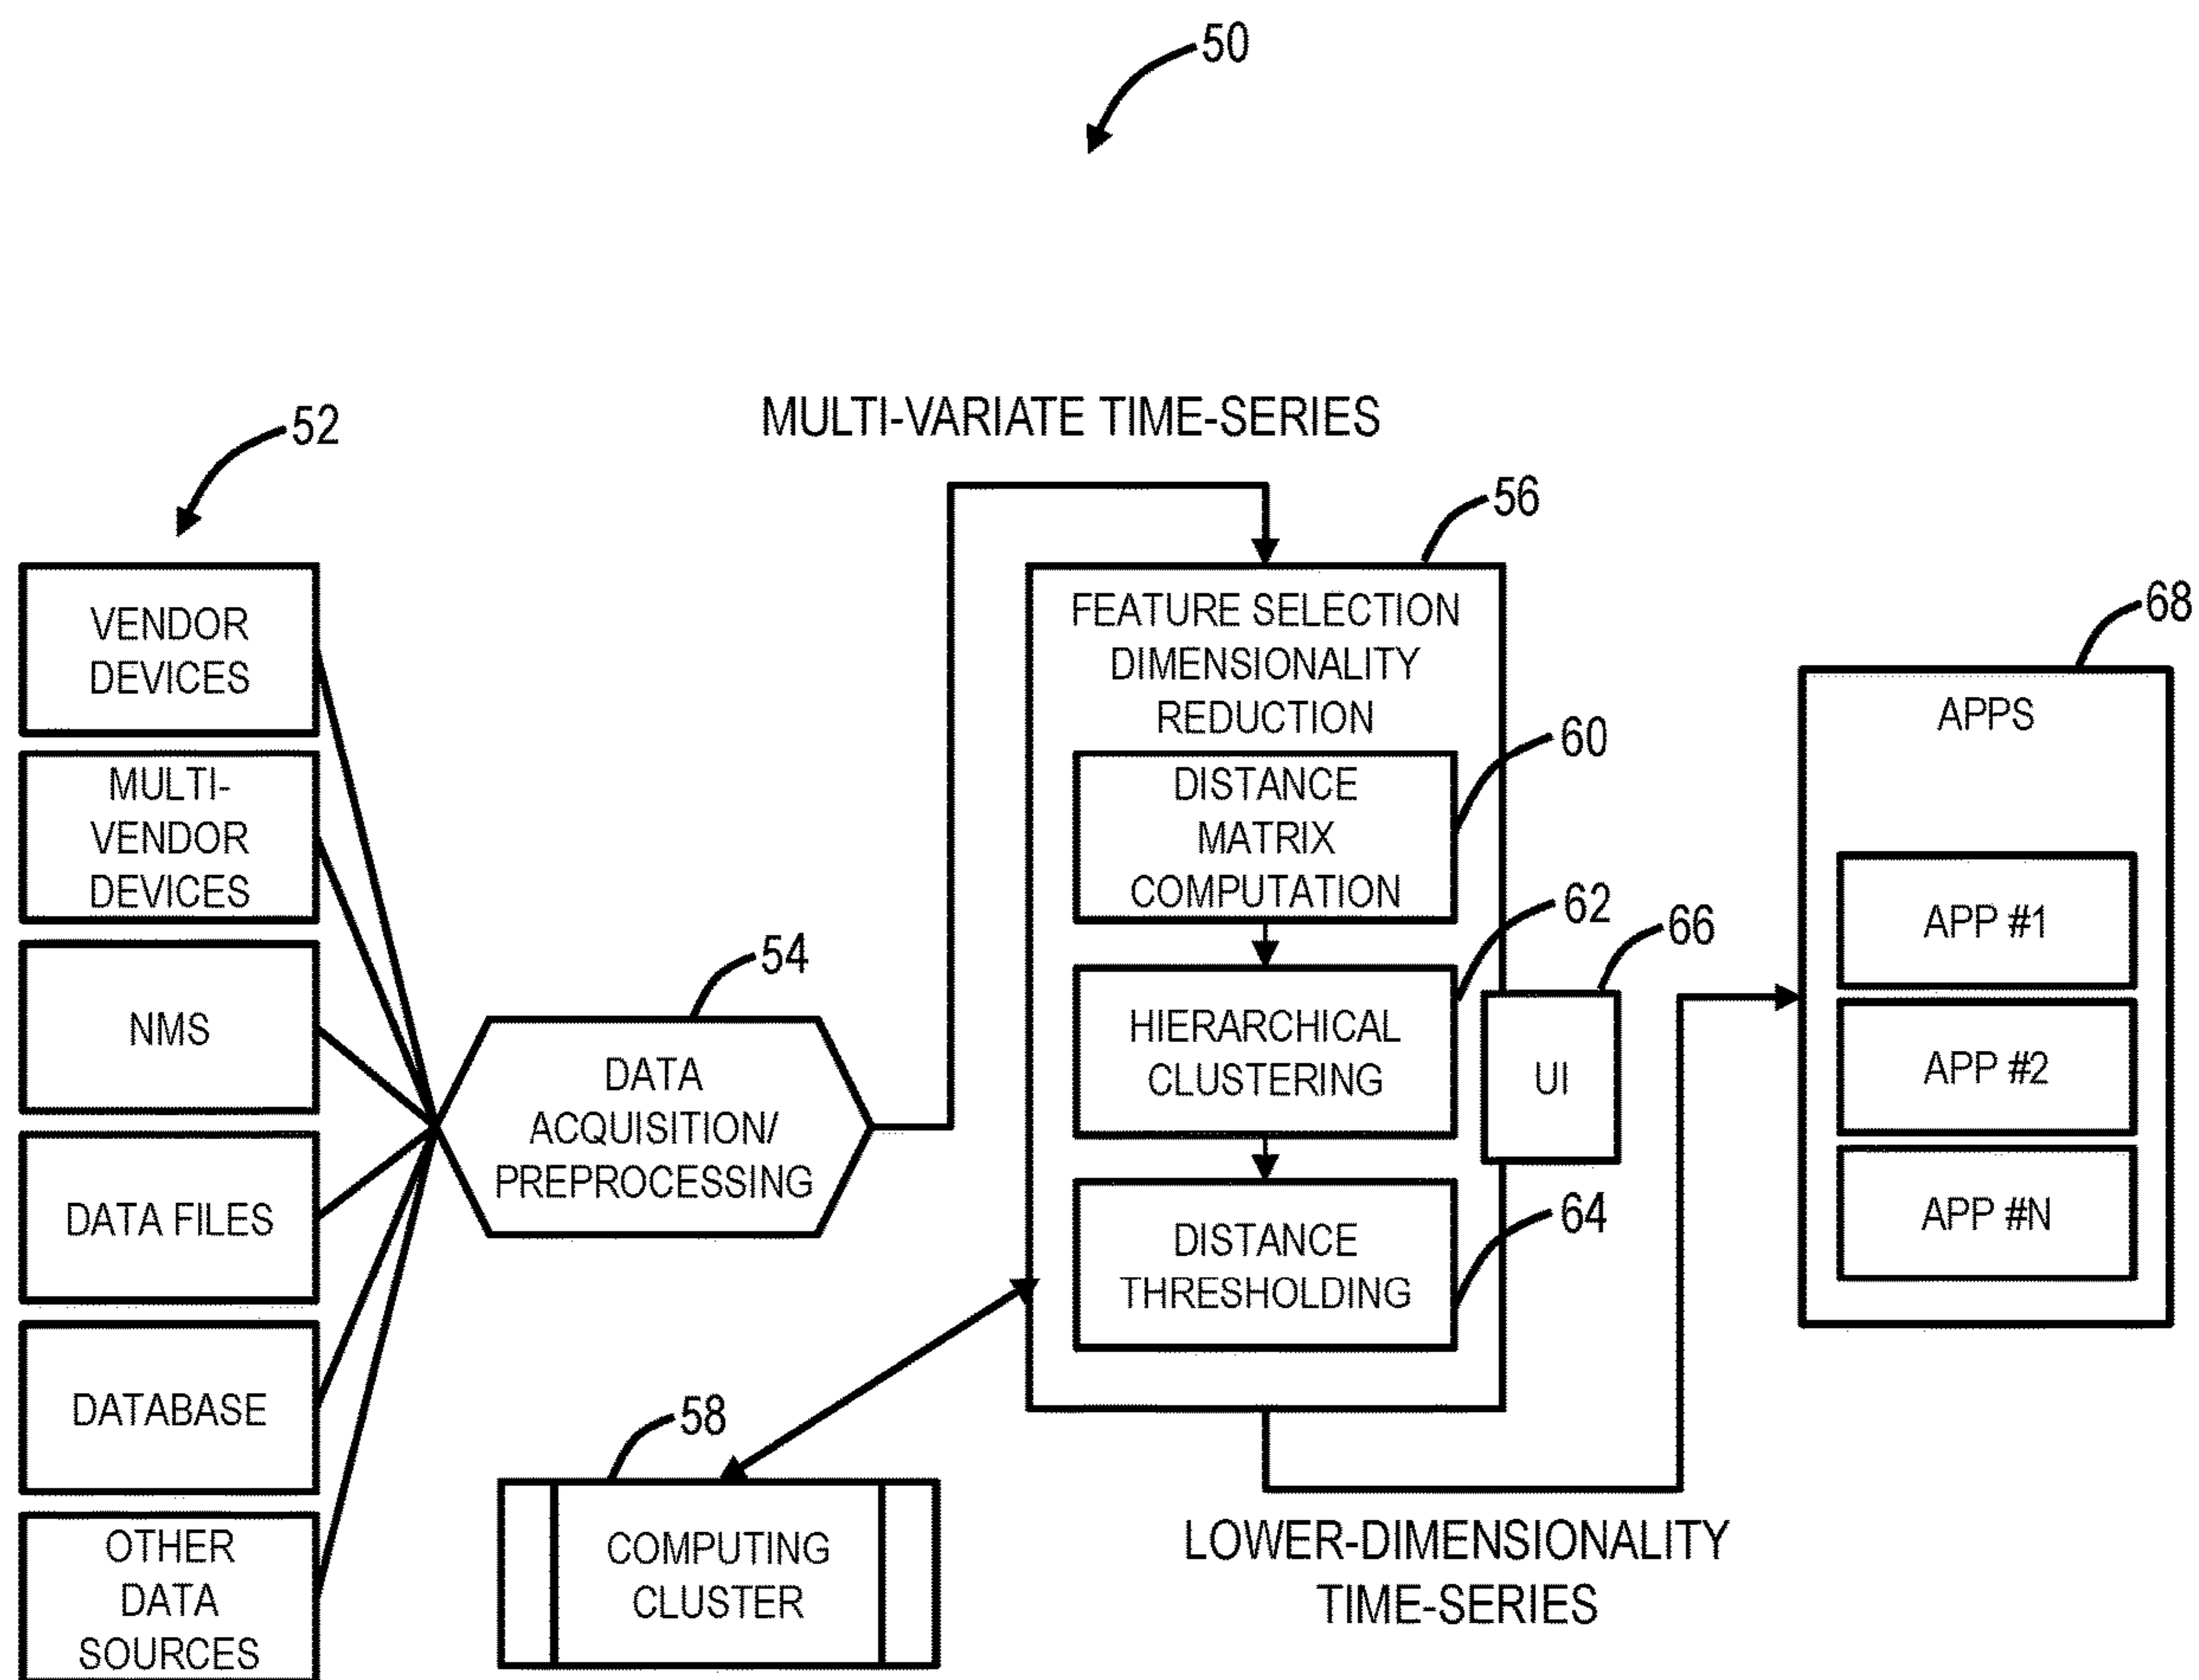 50
MULTI-VARIATE TIME-SERIES
52
VENDOR
DEVICES
MULTI-
VENDOR
DEVICES
NMS
DATA FILES
DATABASE
OTHER
DATA
SOURCES
54
DATA
ACQUISITION/
PREPROCESSING
58
COMPUTING
CLUSTER
56
FEATURE SELECTION
DIMENSIONALITY
REDUCTION
60
DISTANCE
MATRIX
COMPUTATION
62
HIERARCHICAL
CLUSTERING
66
UI
64
DISTANCE
THRESHOLDING
LOWER-DIMENSIONALITY
TIME-SERIES
68
APPS
APP #1
APP #2
APP #N